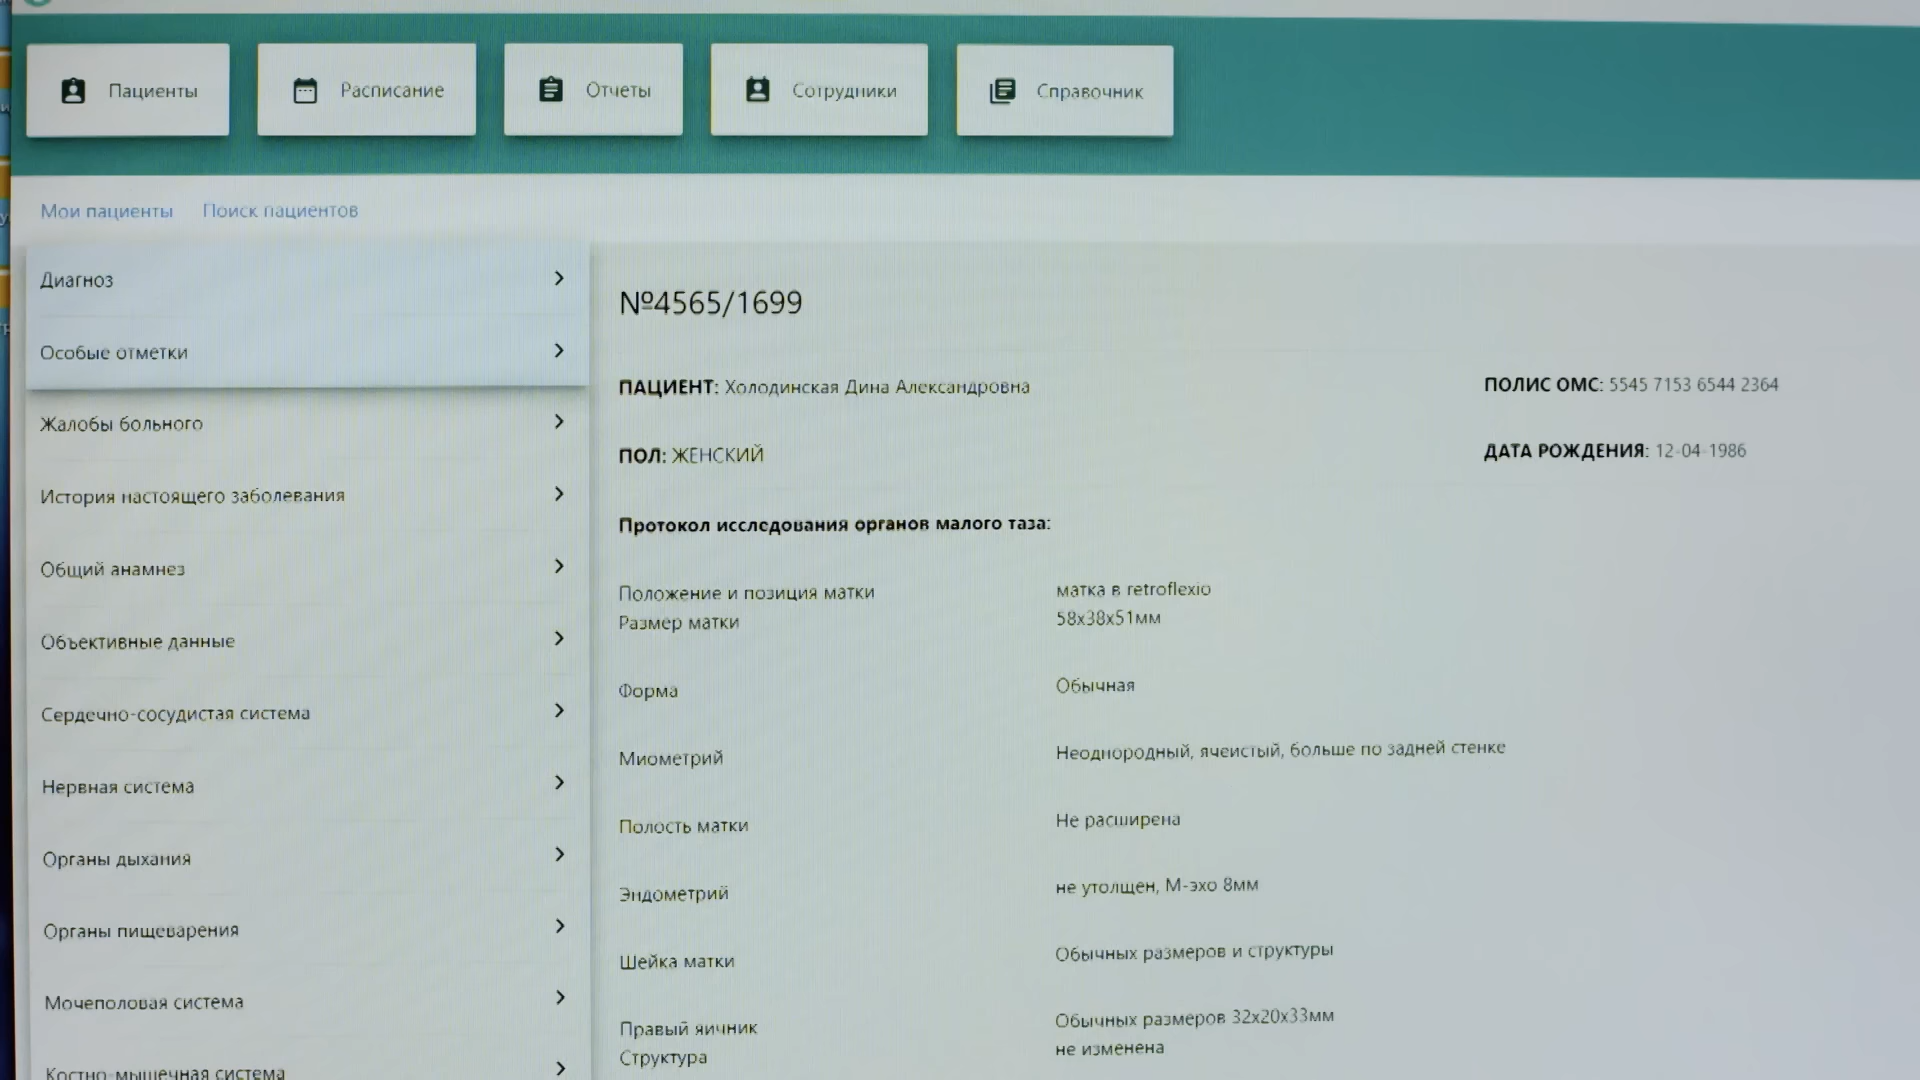 Пациенты
Расписание
Отчеты
Сотрудники
Справочник
Мои пациенты
Поиск пациентов
Диагноз
Особые отметки
Жалобы больного
История настоящего заболевания
Общий анамнез
Объективные данные
Сердечно-сосудистая система
Нервная система
Органы дыхания
Органы пищеварения
Мочеполовая система
Костно-мышечная система
№4565/1699
ПАЦИЕНТ: Холодинская Дина Александровна
ПОЛИС ОМС: 5545 7153 6544 2364
ПОЛ: ЖЕНСКИЙ
ДАТА РОЖДЕНИЯ: 12-04-1986
Протокол исследования органов малого таза:
Положение и позиция матки
матка в retroflexio
Размер матки
58х38х51мм
Форма
Обычная
Миометрий
Неоднородный, ячеистый, больше по задней стенке
Полость матки
Не расширена
Эндометрий
не утолщен, М-эхо 8мм
Шейка матки
Обычных размеров и структуры
Правый яичник
Обычных размеров 32х20х33мм
Структура
не изменена